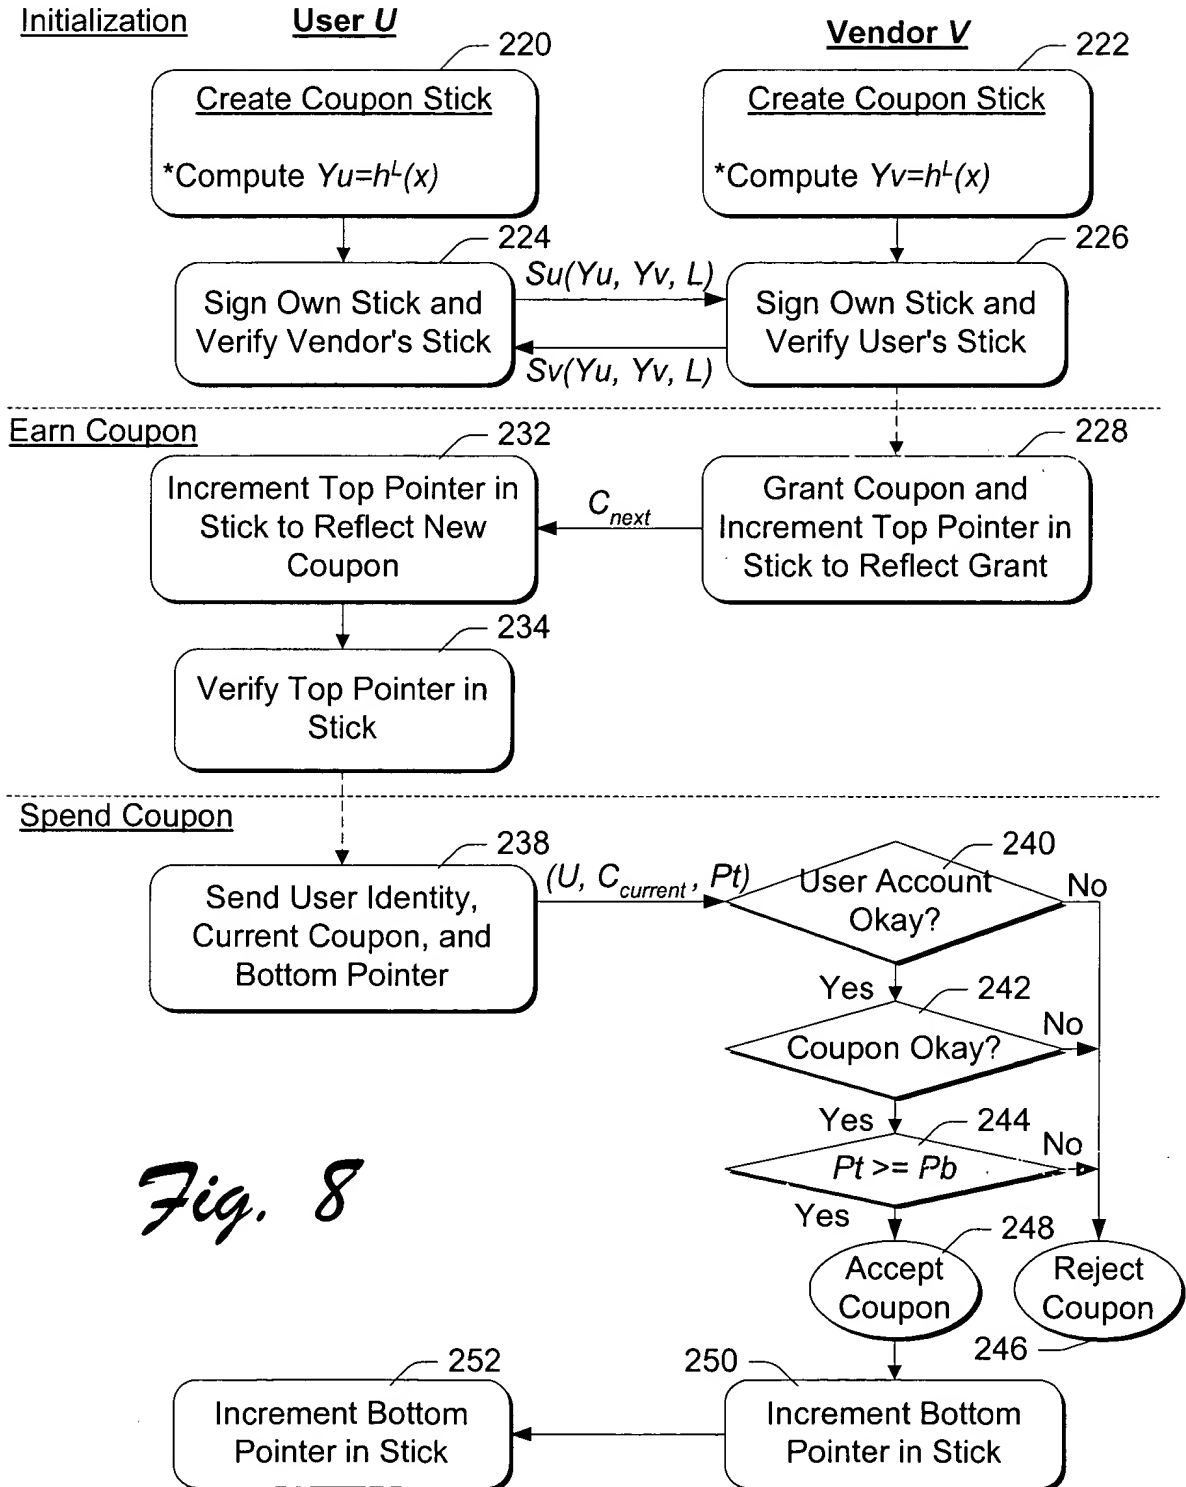 Initialization
User U
Vendor V
220
222
Create Coupon Stick
*Compute Yu=h^L(x)
Create Coupon Stick
*Compute Yv=h^L(x)
224
226
Sign Own Stick and
Verify Vendor's Stick
Su(Yu, Yv, L)
Sv(Yu, Yv, L)
Sign Own Stick and
Verify User's Stick
Earn Coupon
232
228
Increment Top Pointer in
Stick to Reflect New
Coupon
C_next
Grant Coupon and
Increment Top Pointer in
Stick to Reflect Grant
234
Verify Top Pointer in
Stick
Spend Coupon
238
240
Send User Identity,
Current Coupon, and
Bottom Pointer
(U, C_current, Pt)
User Account
Okay?
No
Yes
242
Coupon Okay?
No
Yes
244
Pt >= Pb
No
Yes
248
Accept
Coupon
Reject
Coupon
246
Fig. 8
252
250
Increment Bottom
Pointer in Stick
Increment Bottom
Pointer in Stick